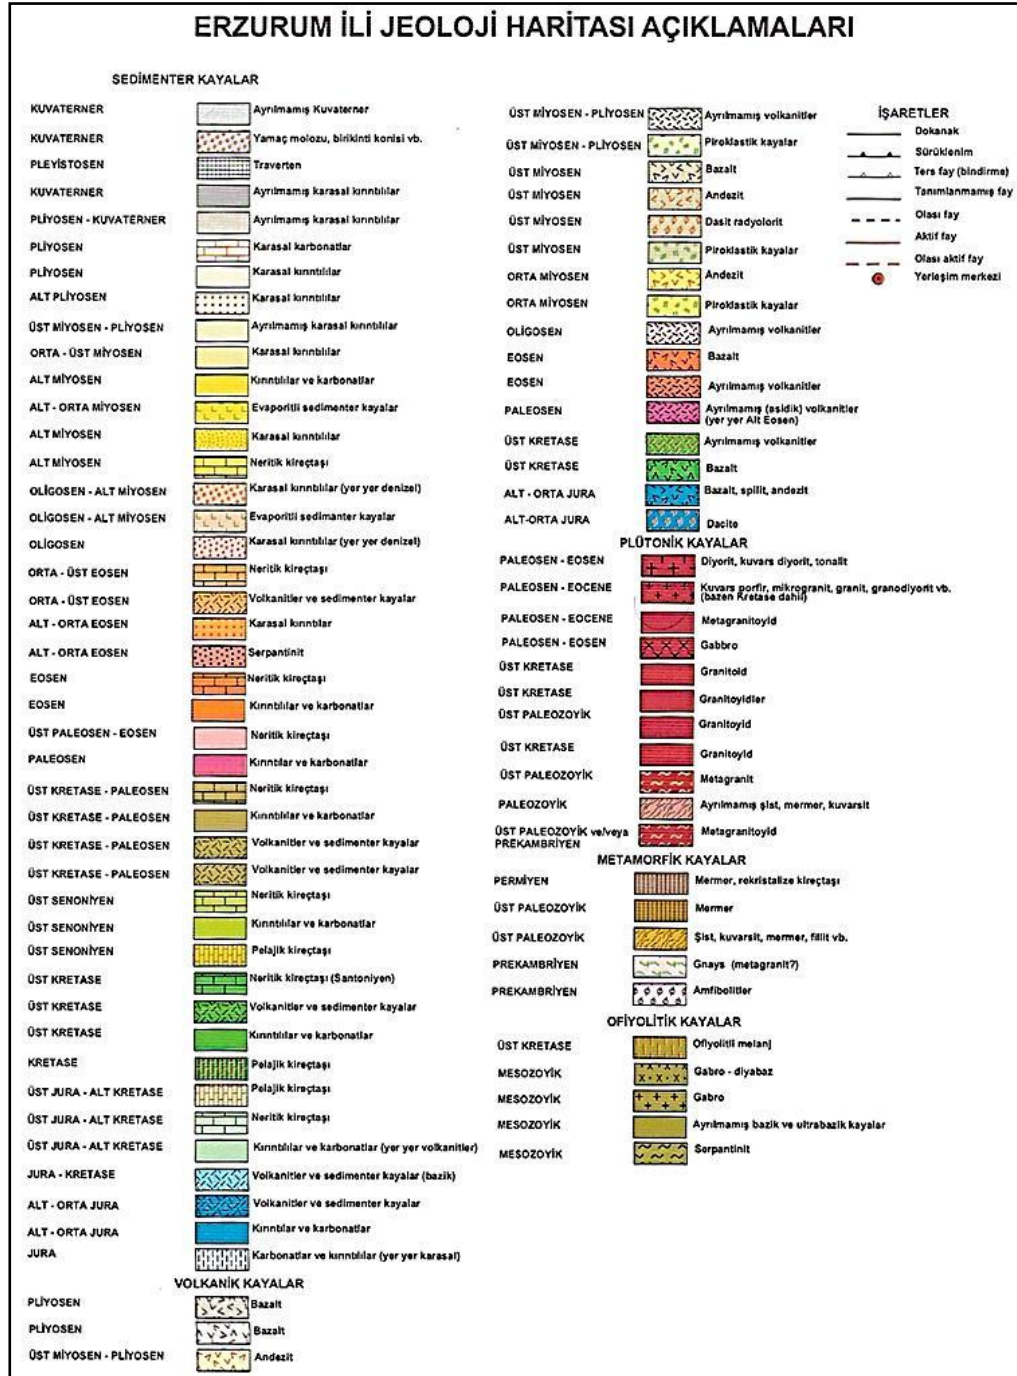 ERZURUM İLİ JEOLOJİ HARİTASI AÇIKLAMALARI
SEDİMENTER KAYALAR
KUVATERNER Ayrılmamış Kuvaterner
KUVATERNER Yamaç molozu, birikinti konisi vb.
PLEYİSTOSEN Traverten
KUVATERNER Ayrılmamış karasal kırıntılılar
PLİYOSEN - KUVATERNER Ayrılmamış karasal kırıntılılar
PLİYOSEN Karasal karbonatlar
PLİYOSEN Karasal kırıntılılar
ALT PLİYOSEN Karasal kırıntılılar
ÜST MİYOSEN - PLİYOSEN Ayrılmamış karasal kırıntılılar
ORTA - ÜST MİYOSEN Karasal kırıntılılar
ALT MİYOSEN Kırıntılılar ve karbonatlar
ALT - ORTA MİYOSEN Evaporitli sedimenter kayalar
ALT MİYOSEN Karasal kırıntılılar
ALT MİYOSEN Neritik kireçtaşı
OLİGOSEN - ALT MİYOSEN Karasal kırıntılılar (yer yer denizel)
OLİGOSEN - ALT MİYOSEN Evaporitli sedimanter kayalar
OLİGOSEN Karasal kırıntılılar (yer yer denizel)
ORTA - ÜST EOSEN Neritik kireçtaşı
ORTA - ÜST EOSEN Volkanitler ve sedimenter kayalar
ALT - ORTA EOSEN Karasal kırıntılar
ALT - ORTA EOSEN Serpantinit
EOSEN Neritik kireçtaşı
EOSEN Kırıntılılar ve karbonatlar
ÜST PALEOSEN - EOSEN Neritik kireçtaşı
PALEOSEN Kırıntılar ve karbonatlar
ÜST KRETASE - PALEOSEN Neritik kireçtaşı
ÜST KRETASE - PALEOSEN Kırıntılılar ve karbonatlar
ÜST KRETASE - PALEOSEN Volkanitler ve sedimenter kayalar
ÜST KRETASE - PALEOSEN Volkanitler ve sedimenter kayalar
ÜST SENONİYEN Neritik kireçtaşı
ÜST SENONİYEN Kırıntılılar ve karbonatlar
ÜST SENONİYEN Pelajik kireçtaşı
ÜST KRETASE Neritik kireçtaşı (Santoniyen)
ÜST KRETASE Volkanitler ve sedimenter kayalar
ÜST KRETASE Kırıntılılar ve karbonatlar
KRETASE Pelajik kireçtaşı
ÜST JURA - ALT KRETASE Pelajik kireçtaşı
ÜST JURA - ALT KRETASE Neritik kireçtaşı
ÜST JURA - ALT KRETASE Kırıntılılar ve karbonatlar (yer yer volkanitler)
JURA - KRETASE Volkanitler ve sedimenter kayalar (bazik)
ALT - ORTA JURA Volkanitler ve sedimenter kayalar
ALT - ORTA JURA Kırıntılar ve karbonatlar
JURA Karbonatlar ve kırıntılılar (yer yer karasal)
VOLKANİK KAYALAR
PLİYOSEN Bazalt
PLİYOSEN Bazalt
ÜST MİYOSEN - PLİYOSEN Andezit
ÜST MİYOSEN - PLİYOSEN Ayrılmamış volkanitler
ÜST MİYOSEN - PLİYOSEN Piroklastik kayalar
ÜST MİYOSEN Bazalt
ÜST MİYOSEN Andezit
ÜST MİYOSEN Dasit radyolorit
ÜST MİYOSEN Piroklastik kayalar
ORTA MİYOSEN Andezit
ORTA MİYOSEN Piroklastik kayalar
OLİGOSEN Ayrılmamış volkanitler
EOSEN Bazalt
EOSEN Ayrılmamış volkanitler
PALEOSEN Ayrılmamış (asidik) volkanitler
(yer yer Alt Eosen)
ÜST KRETASE Ayrılmamış volkanitler
ÜST KRETASE Bazalt
ALT - ORTA JURA Bazalt, spilit, andezit
ALT-ORTA JURA Dacite
PLÜTONİK KAYALAR
PALEOSEN - EOSEN Diyorit, kuvars diyorit, tonalit
PALEOSEN - EOCENE Kuvars porfir, mikrogranit, granit, granodiyorit vb.
(bazen Kretase dahil)
PALEOSEN - EOCENE Metagranitoyid
PALEOSEN - EOSEN Gabbro
ÜST KRETASE Granitoid
ÜST KRETASE Granitoyidler
ÜST PALEOZOYİK Granitoyid
ÜST KRETASE Granitoyid
ÜST PALEOZOYİK Metagranit
PALEOZOYİK Ayrılmamış şist, mermer, kuvarsit
ÜST PALEOZOYİK ve/veya
PREKAMBRİYEN Metagranitoyid
METAMORFİK KAYALAR
PERMİYEN Mermer, rekristalize kireçtaşı
ÜST PALEOZOYİK Mermer
ÜST PALEOZOYİK Şist, kuvarsit, mermer, fillit vb.
PREKAMBRİYEN Gnays (metagranit?)
PREKAMBRİYEN Amfibolitler
OFİYOLİTİK KAYALAR
ÜST KRETASE Ofiyolitli melanj
MESOZOYİK Gabro - diyabaz
MESOZOYİK Gabro
MESOZOYİK Ayrılmamış bazik ve ultrabazik kayalar
MESOZOYİK Serpantinit
İŞARETLER
Dokanak
Sürüklenim
Ters fay (bindirme)
Tanımlanmamış fay
Olası fay
Aktif fay
Olası aktif fay
Yerleşim merkezi